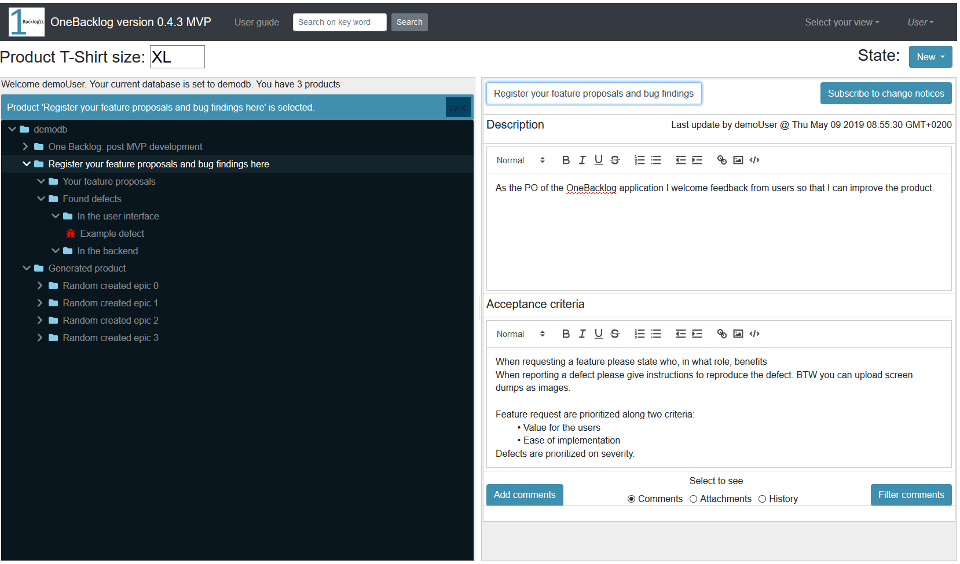 1 Backlog().
OneBacklog version 0.4.3 MVP
User guide
Search on key word
Search
Select your view
User
Product T-Shirt size: XL
State: New
Welcome demoUser. Your current database is set to demodb. You have 3 products
Product 'Register your feature proposals and bug findings here' is selected.
sync
demodb
One Backlog. post MVP development
Register your feature proposals and bug findings here
Your feature proposals
Found defects
In the user interface
Example defect
In the backend
Generated product
Random created epic 0
Random created epic 1
Random created epic 2
Random created epic 3
Register your feature proposals and bug findings
Subscribe to change notices
Description
Last update by demoUser @ Thu May 09 2019 08:55:30 GMT+0200
Normal B I U S
As the PO of the OneBacklog application I welcome feedback from users so that I can improve the product.
Acceptance criteria
Normal B I U S
When requesting a feature please state who, in what role, benefits
When reporting a defect please give instructions to reproduce the defect. BTW you can upload screen
dumps as images.
Feature request are prioritized along two criteria:
• Value for the users
• Ease of implementation
Defects are prioritized on severity.
Select to see
Add comments
Comments Attachments History
Filter comments